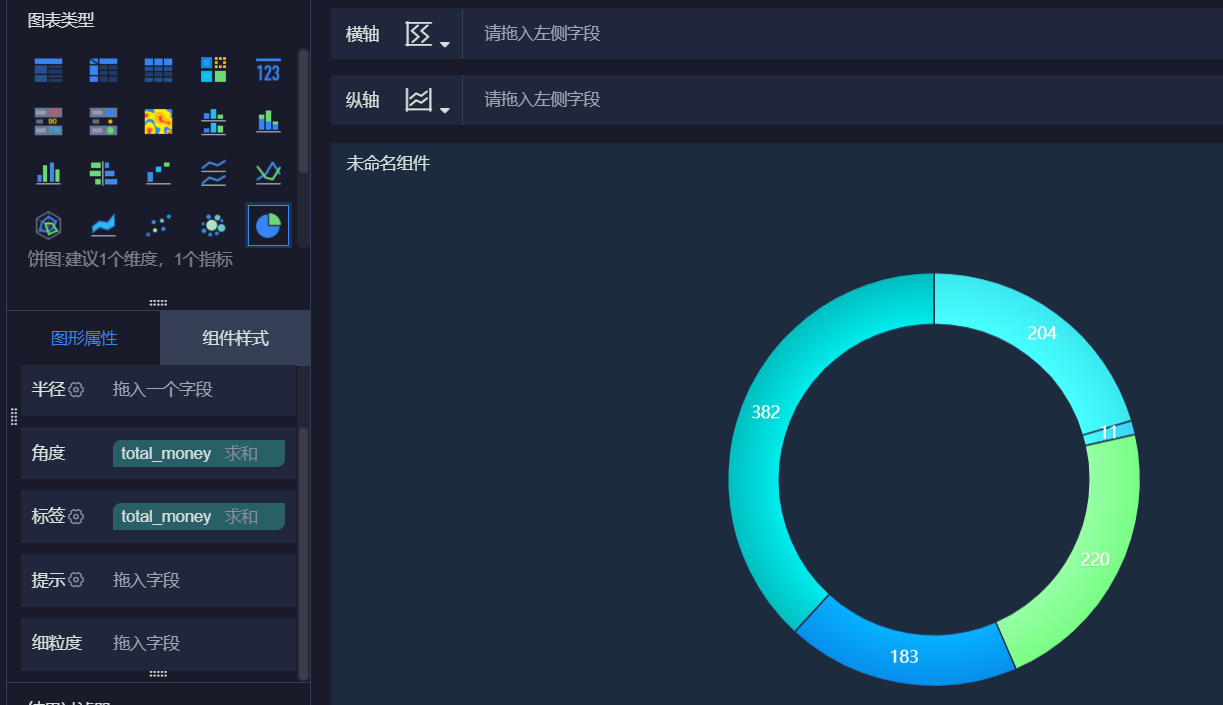 图表类型
123
饼图:建议1个维度，1个指标
图形属性
组件样式
半径 拖入一个字段
角度 total_money 求和
标签 total_money 求和
提示 拖入字段
细粒度 拖入字段
横轴 请拖入左侧字段
纵轴 请拖入左侧字段
未命名组件
204
382
11
220
183